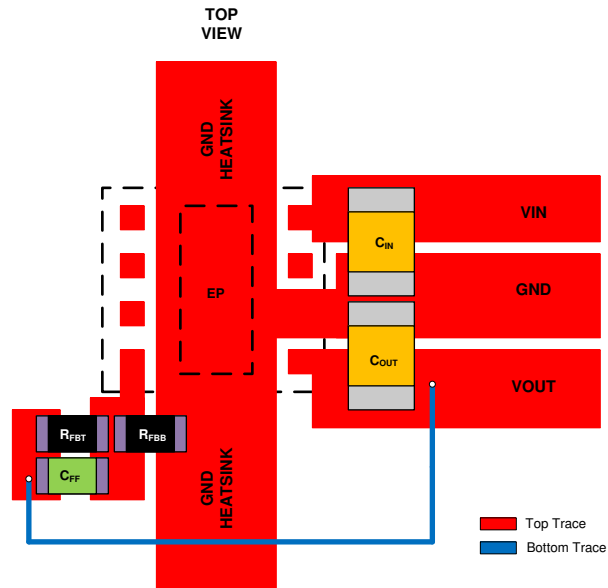 TOP
VIEW
GND
HEATSINK
VIN
CIN
EP
GND
COUT
VOUT
RFBT
RFBB
CFF
GND
HEATSINK
Top Trace
Bottom Trace